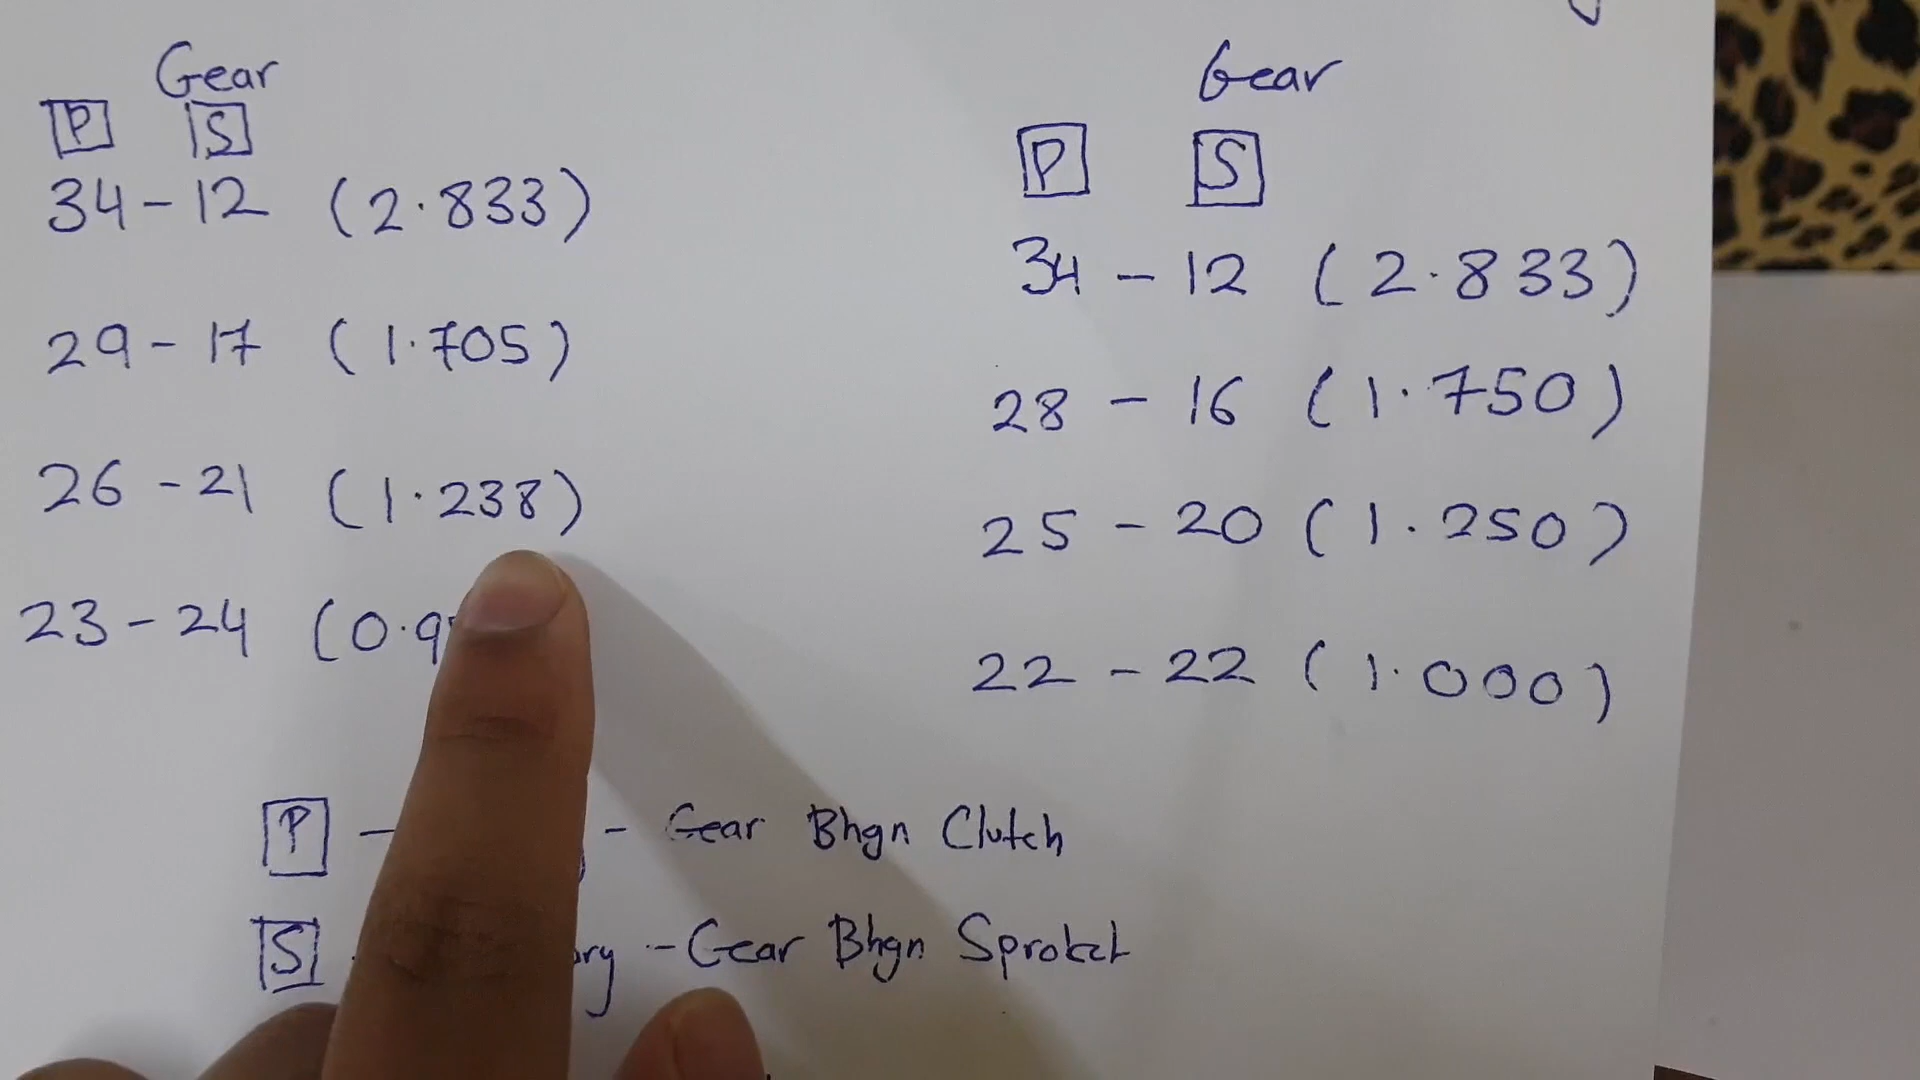 Gear
P S
34 - 12 (2.833)
29 - 17 (1.705)
26 - 21 (1.238)
23 - 24 (0.9
Gear
P S
34 - 12 (2.833)
28 - 16 (1.750)
25 - 20 (1.250)
22 - 22 (1.000)
P - - Gear Bhgn Clutch
S - Gear Bhgn Sproket